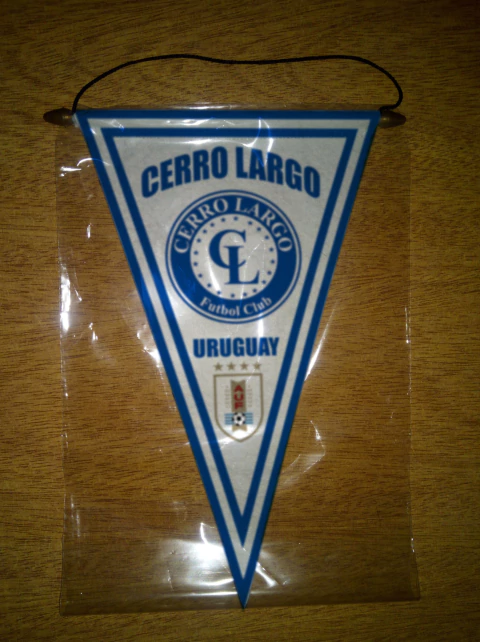 CERRO LARGO
CERRO LARGO
CL
Futbol Club
URUGUAY
AUF